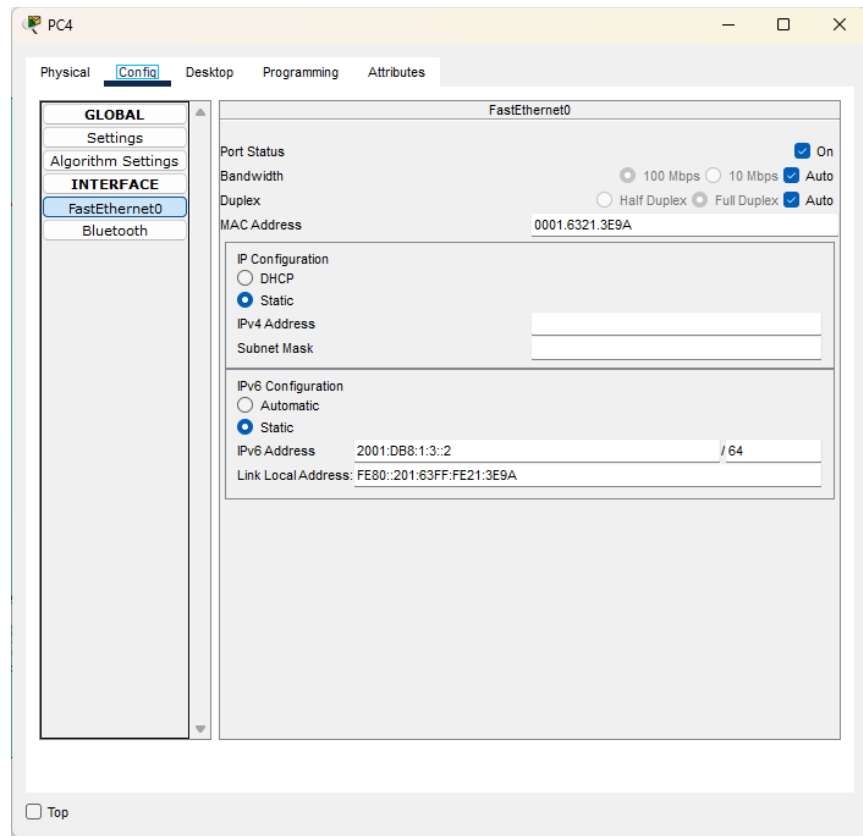 PC4
Physical Config Desktop Programming Attributes
GLOBAL
Settings
Algorithm Settings
INTERFACE
FastEthernet0
Bluetooth
FastEthernet0
Port Status On
Bandwidth 100 Mbps 10 Mbps Auto
Duplex Half Duplex Full Duplex Auto
MAC Address 0001.6321.3E9A
IP Configuration
DHCP
Static
IPv4 Address
Subnet Mask
IPv6 Configuration
Automatic
Static
IPv6 Address 2001:DB8:1:3::2 / 64
Link Local Address: FE80::201:63FF:FE21:3E9A
Top